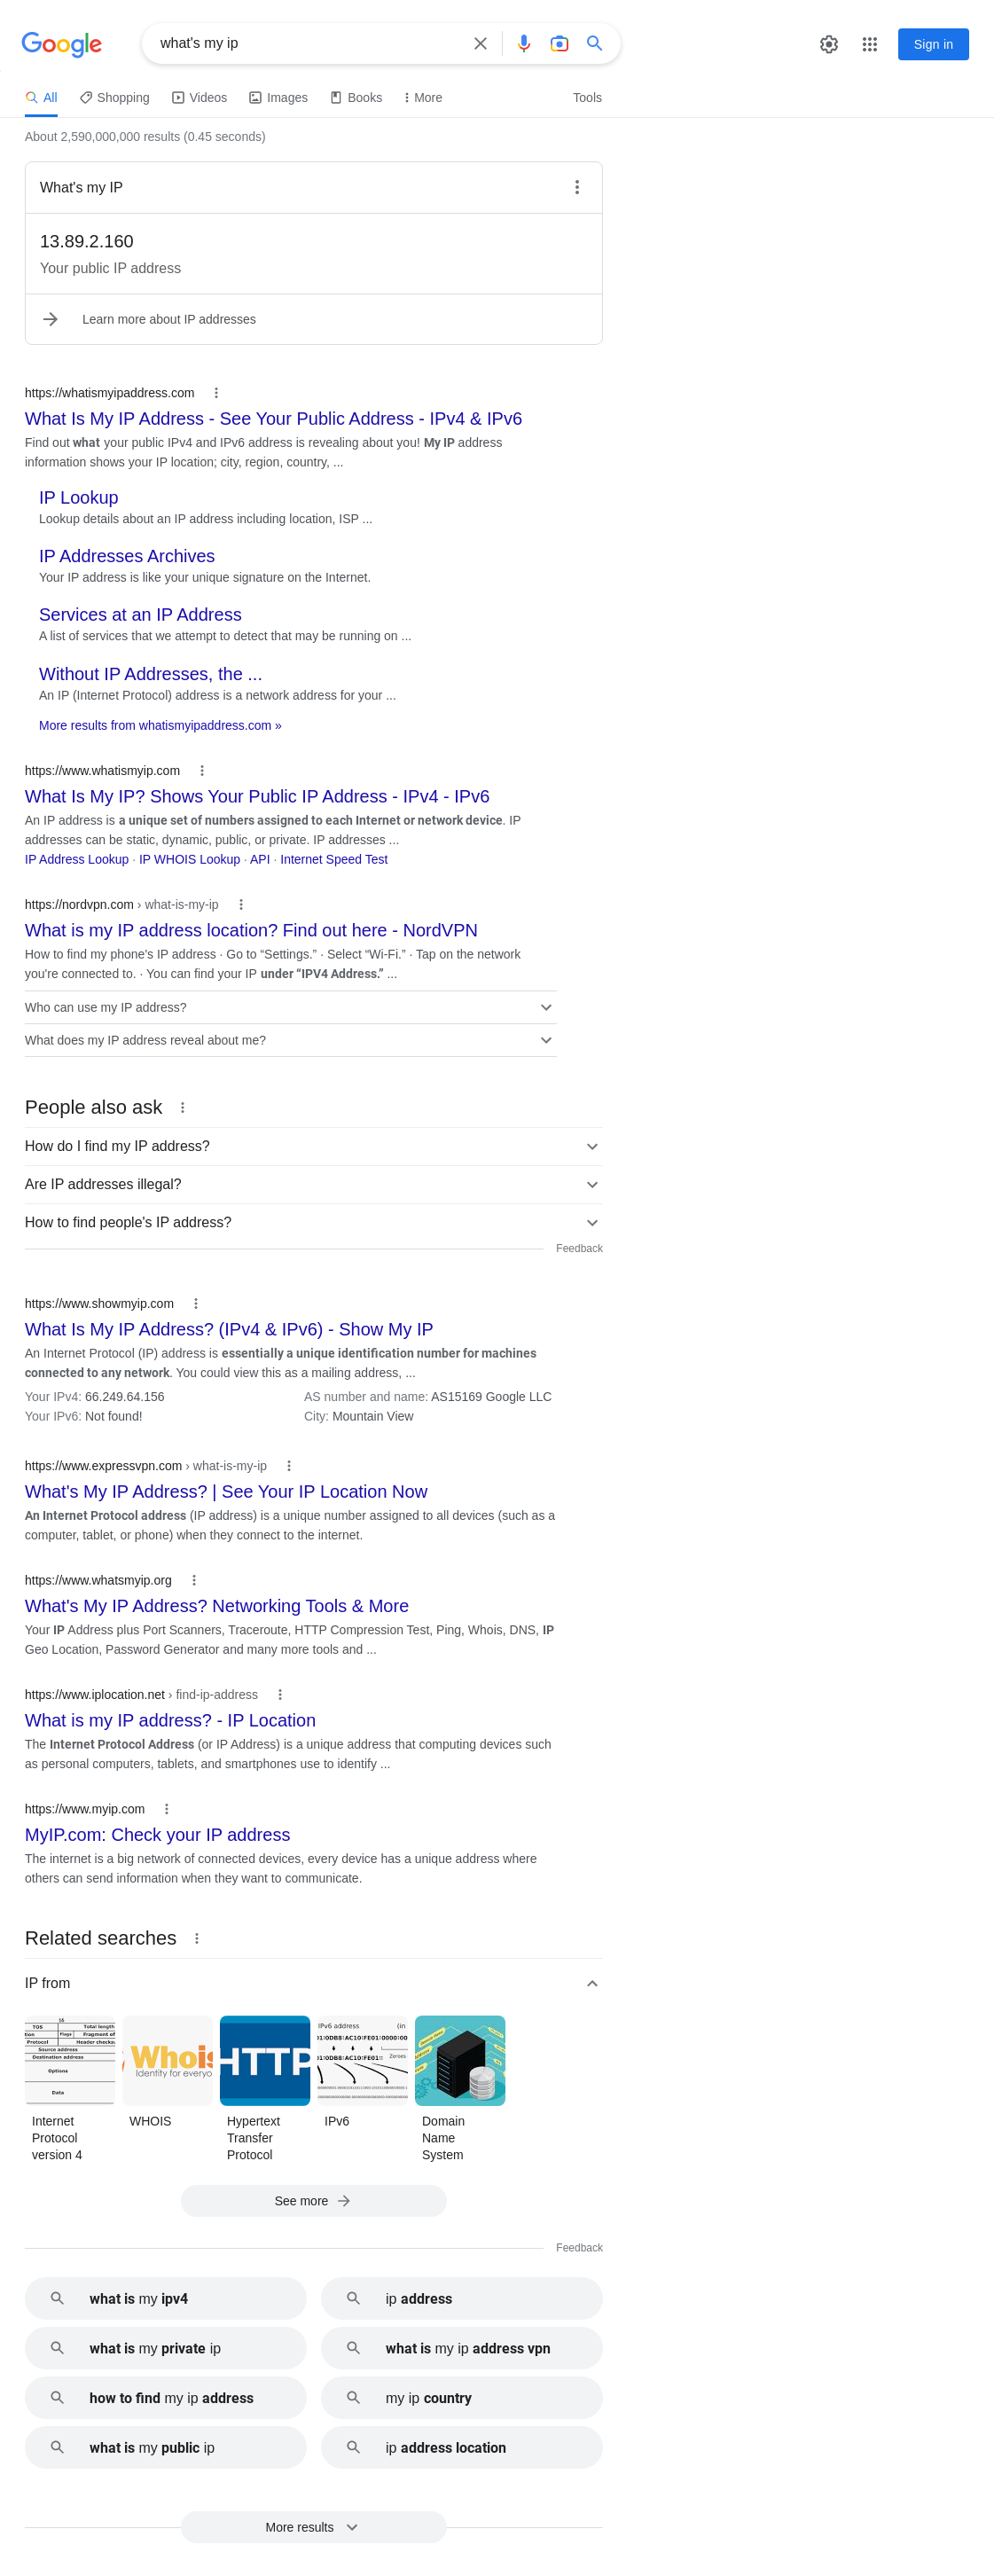 Google
what's my ip
Sign in
All
Shopping
Videos
Images
Books
More
Tools
About 2,590,000,000 results (0.45 seconds)
What's my IP
13.89.2.160
Your public IP address
Learn more about IP addresses
https://whatismyipaddress.com
What Is My IP Address - See Your Public Address - IPv4 & IPv6
Find out what your public IPv4 and IPv6 address is revealing about you! My IP address
information shows your IP location; city, region, country, ...
IP Lookup
Lookup details about an IP address including location, ISP ...
IP Addresses Archives
Your IP address is like your unique signature on the Internet.
Services at an IP Address
A list of services that we attempt to detect that may be running on ...
Without IP Addresses, the ...
An IP (Internet Protocol) address is a network address for your ...
More results from whatismyipaddress.com »
https://www.whatismyip.com
What Is My IP? Shows Your Public IP Address - IPv4 - IPv6
An IP address is a unique set of numbers assigned to each Internet or network device. IP
addresses can be static, dynamic, public, or private. IP addresses ...
IP Address Lookup · IP WHOIS Lookup · API · Internet Speed Test
https://nordvpn.com › what-is-my-ip
What is my IP address location? Find out here - NordVPN
How to find my phone's IP address · Go to “Settings.” · Select “Wi-Fi.” · Tap on the network
you're connected to. · You can find your IP under “IPV4 Address.” ...
Who can use my IP address?
What does my IP address reveal about me?
People also ask
How do I find my IP address?
Are IP addresses illegal?
How to find people's IP address?
Feedback
https://www.showmyip.com
What Is My IP Address? (IPv4 & IPv6) - Show My IP
An Internet Protocol (IP) address is essentially a unique identification number for machines
connected to any network. You could view this as a mailing address, ...
Your IPv4: 66.249.64.156
AS number and name: AS15169 Google LLC
Your IPv6: Not found!
City: Mountain View
https://www.expressvpn.com › what-is-my-ip
What's My IP Address? | See Your IP Location Now
An Internet Protocol address (IP address) is a unique number assigned to all devices (such as a
computer, tablet, or phone) when they connect to the internet.
https://www.whatsmyip.org
What's My IP Address? Networking Tools & More
Your IP Address plus Port Scanners, Traceroute, HTTP Compression Test, Ping, Whois, DNS, IP
Geo Location, Password Generator and many more tools and ...
https://www.iplocation.net › find-ip-address
What is my IP address? - IP Location
The Internet Protocol Address (or IP Address) is a unique address that computing devices such
as personal computers, tablets, and smartphones use to identify ...
https://www.myip.com
MyIP.com: Check your IP address
The internet is a big network of connected devices, every device has a unique address where
others can send information when they want to communicate.
Related searches
IP from
TOS
Total length
Flags
Fragment of
Protocol
Header checks
Source address
Destination address
Options
Data
Whois
Identity for everyo
HTTP
IPv6 address
(in
Zeroes
Internet
Protocol
version 4
WHOIS
Hypertext
Transfer
Protocol
IPv6
Domain
Name
System
See more
Feedback
what is my ipv4
ip address
what is my private ip
what is my ip address vpn
how to find my ip address
my ip country
what is my public ip
ip address location
More results